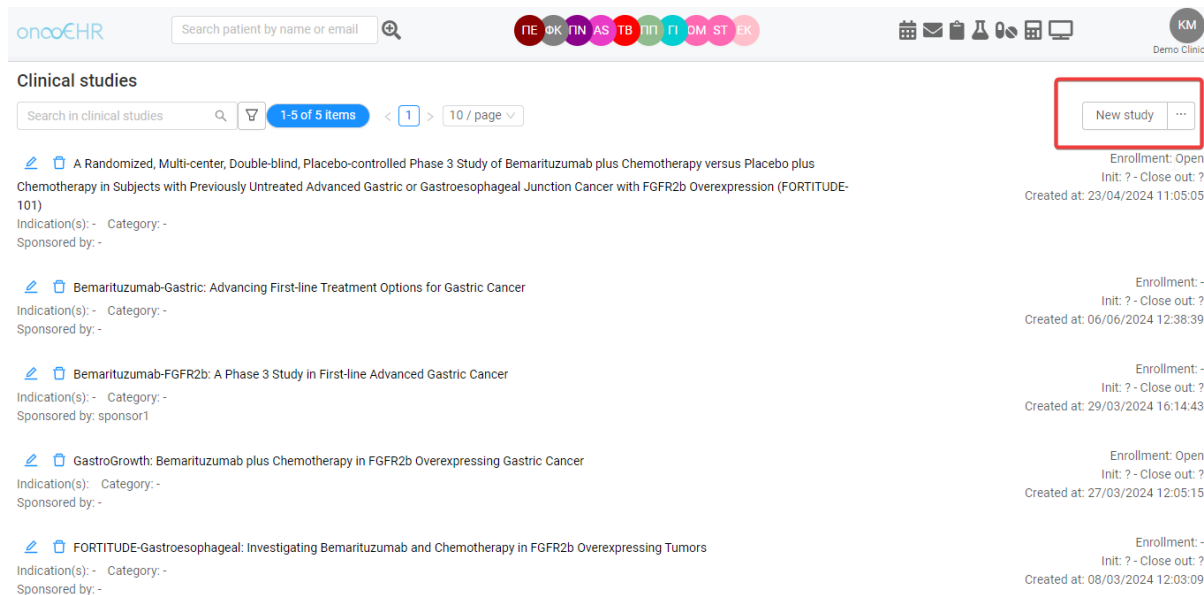 oncoEHR
Search patient by name or email
ΠΕ ΦΚ ΠΝ AS ΤΒ ΠΠ ΓΙ ΟΜ ST ΕΚ
KM
Demo Clinic
Clinical studies
Search in clinical studies
1-5 of 5 items
< 1 >
10 / page
New study ...
A Randomized, Multi-center, Double-blind, Placebo-controlled Phase 3 Study of Bemarituzumab plus Chemotherapy versus Placebo plus
Chemotherapy in Subjects with Previously Untreated Advanced Gastric or Gastroesophageal Junction Cancer with FGFR2b Overexpression (FORTITUDE-
101)
Indication(s): - Category: -
Sponsored by: -
Enrollment: Open
Init: ? - Close out: ?
Created at: 23/04/2024 11:05:05
Bemarituzumab-Gastric: Advancing First-line Treatment Options for Gastric Cancer
Indication(s): - Category: -
Sponsored by: -
Enrollment: -
Init: ? - Close out: ?
Created at: 06/06/2024 12:38:39
Bemarituzumab-FGFR2b: A Phase 3 Study in First-line Advanced Gastric Cancer
Indication(s): - Category: -
Sponsored by: sponsor1
Enrollment: -
Init: ? - Close out: ?
Created at: 29/03/2024 16:14:43
GastroGrowth: Bemarituzumab plus Chemotherapy in FGFR2b Overexpressing Gastric Cancer
Indication(s): Category: -
Sponsored by: -
Enrollment: Open
Init: ? - Close out: ?
Created at: 27/03/2024 12:05:15
FORTITUDE-Gastroesophageal: Investigating Bemarituzumab and Chemotherapy in FGFR2b Overexpressing Tumors
Indication(s): - Category: -
Sponsored by: -
Enrollment: -
Init: ? - Close out: ?
Created at: 08/03/2024 12:03:09